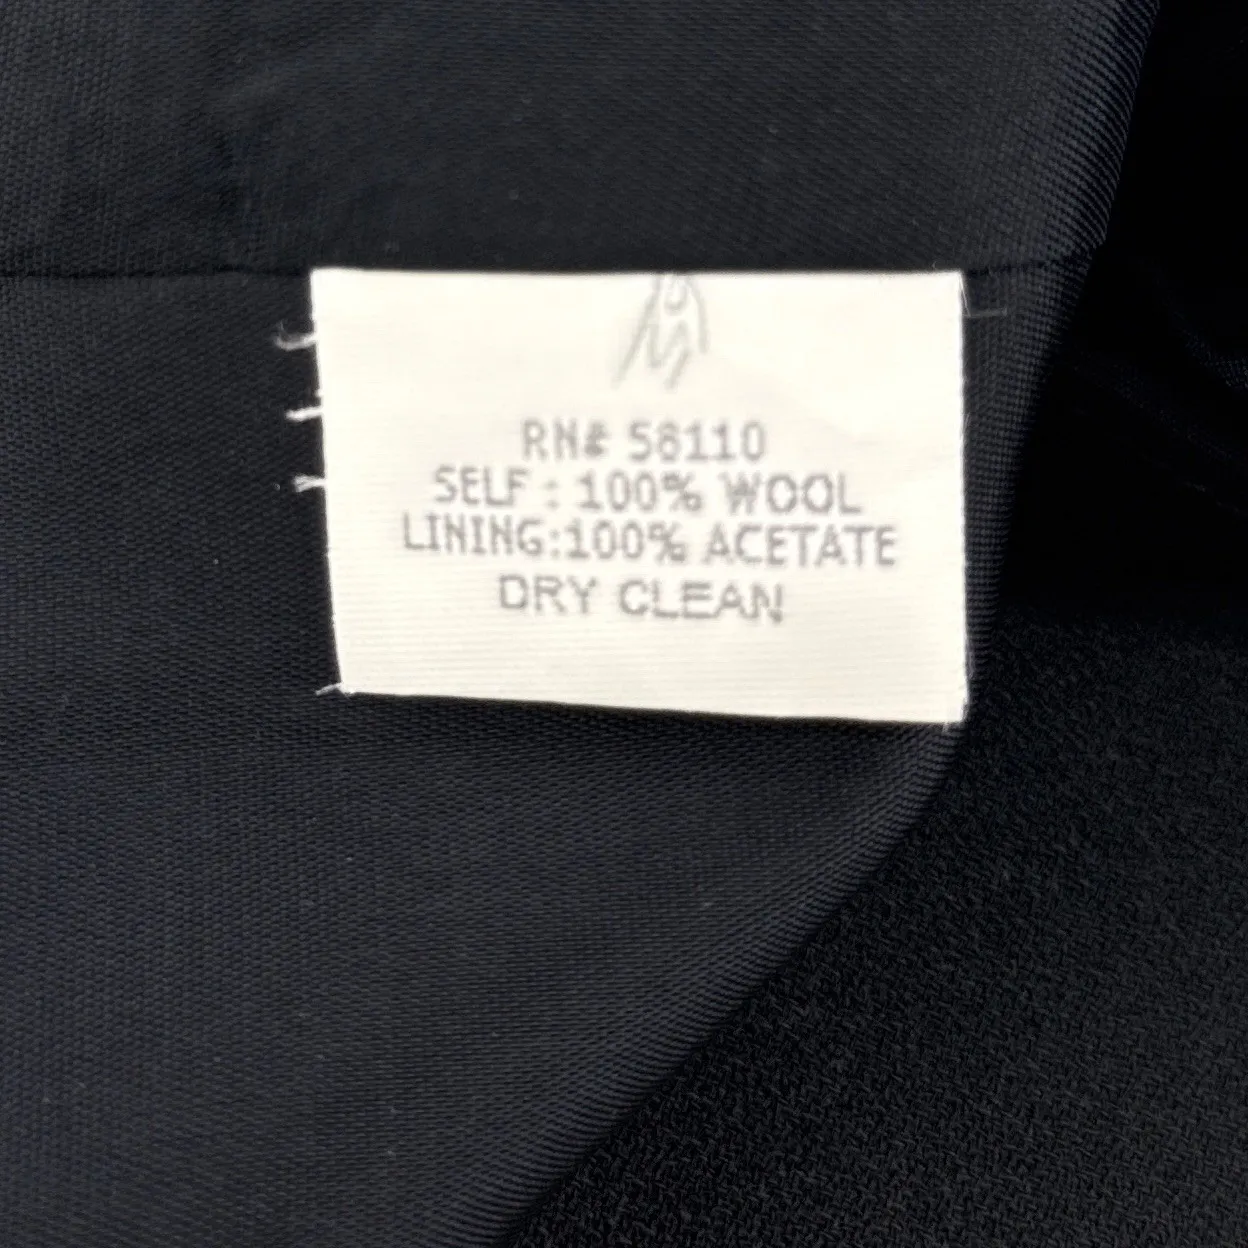 RN# 58110
SELF : 100% WOOL
LINING:100% ACETATE
DRY CLEAN